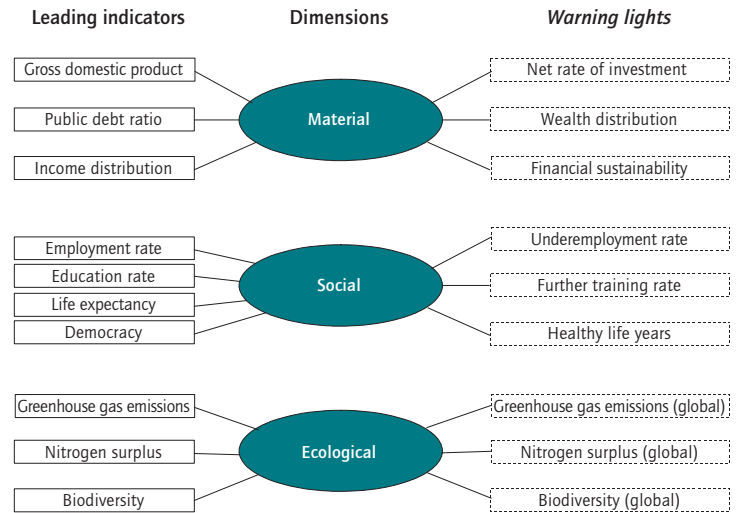 Leading indicators
Dimensions
Warning lights
Gross domestic product
Public debt ratio
Income distribution
Material
Net rate of investment
Wealth distribution
Financial sustainability
Employment rate
Education rate
Life expectancy
Democracy
Social
Underemployment rate
Further training rate
Healthy life years
Greenhouse gas emissions
Nitrogen surplus
Biodiversity
Ecological
Greenhouse gas emissions (global)
Nitrogen surplus (global)
Biodiversity (global)